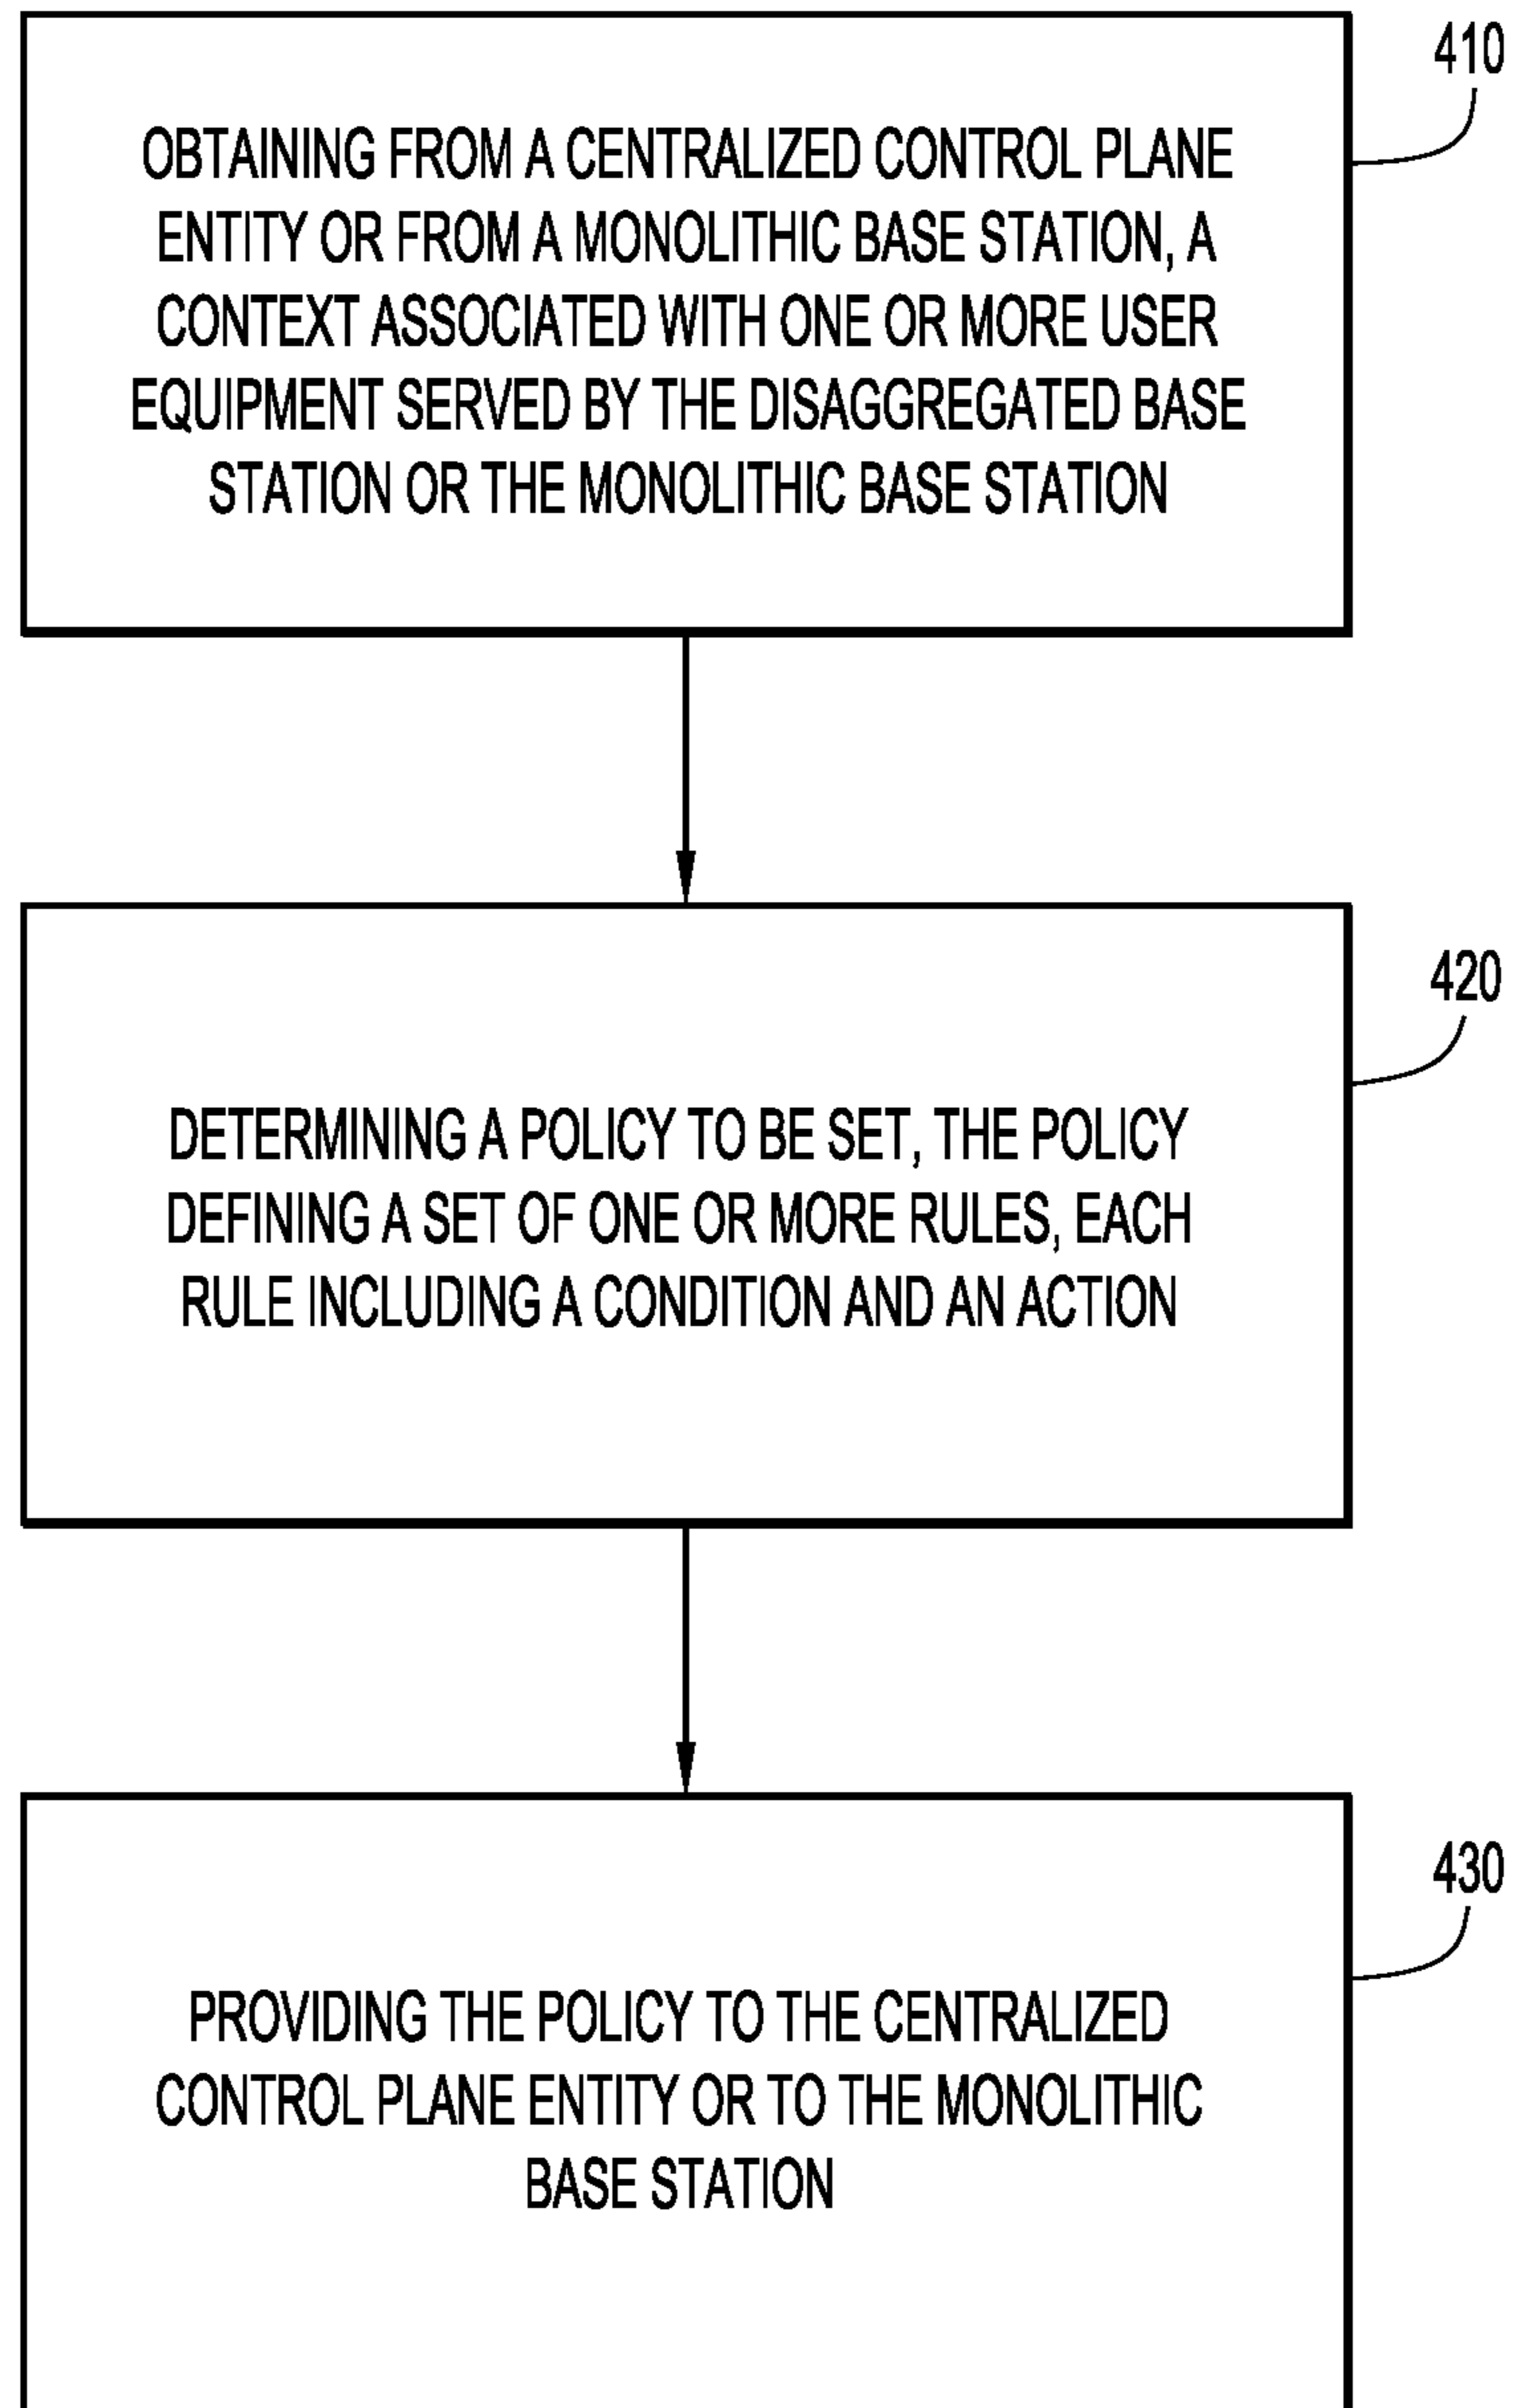 410
OBTAINING FROM A CENTRALIZED CONTROL PLANE
ENTITY OR FROM A MONOLITHIC BASE STATION, A
CONTEXT ASSOCIATED WITH ONE OR MORE USER
EQUIPMENT SERVED BY THE DISAGGREGATED BASE
STATION OR THE MONOLITHIC BASE STATION
420
DETERMINING A POLICY TO BE SET, THE POLICY
DEFINING A SET OF ONE OR MORE RULES, EACH
RULE INCLUDING A CONDITION AND AN ACTION
430
PROVIDING THE POLICY TO THE CENTRALIZED
CONTROL PLANE ENTITY OR TO THE MONOLITHIC
BASE STATION